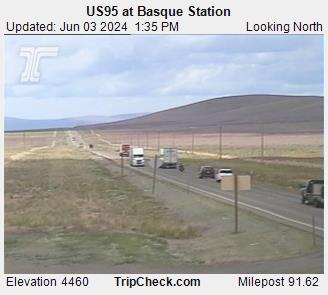 US95 at Basque Station
Updated: Jun 03 2024 1:35 PM Looking North
Elevation 4460 TripCheck.com Milepost 91.62